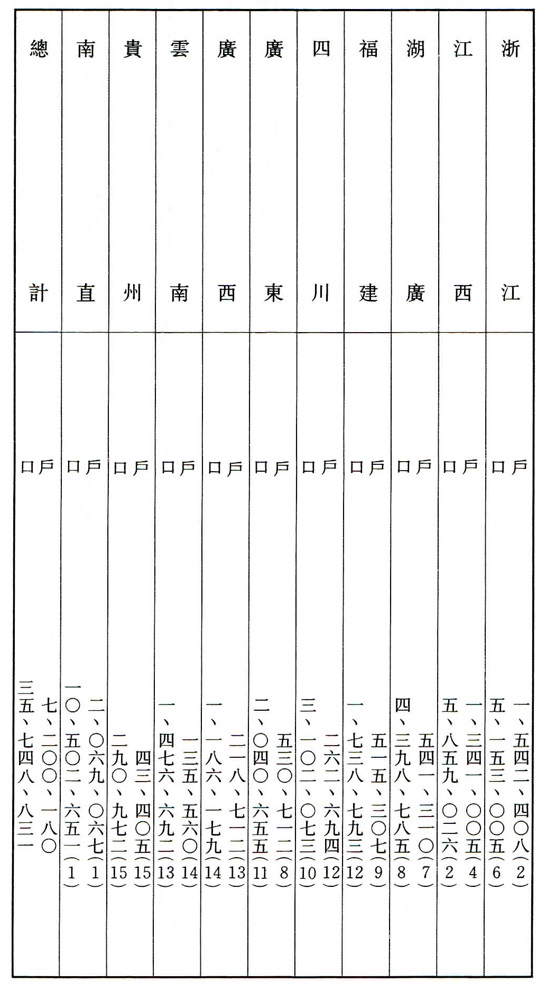 浙江
戶 一、五四二、四〇八(2)
口 五、一五三、〇〇五(6)
江西
戶 一、三四一、〇〇五(4)
口 五、八五九、〇二六(2)
湖廣
戶 五四一、三一〇(7)
口 四、三九八、七八五(8)
福建
戶 五一五、三〇七(9)
口 一、七三八、七九三(12)
四川
戶 二六二、六九四(12)
口 三、一〇二、〇七三(10)
廣東
戶 五三〇、七一二(8)
口 二、〇四〇、六五五(11)
廣西
戶 二一八、七一二(13)
口 一、一八六、一七九(14)
雲南
戶 一三五、五六〇(14)
口 一、四七六、六九二(13)
貴州
戶 四三、四〇五(15)
口 二九〇、九七二(15)
南直
戶 二、〇六九、〇六七(1)
口 一〇、五〇二、六五一(1)
總計
戶 七、二〇〇、一八〇
口 三五、七四八、八三一